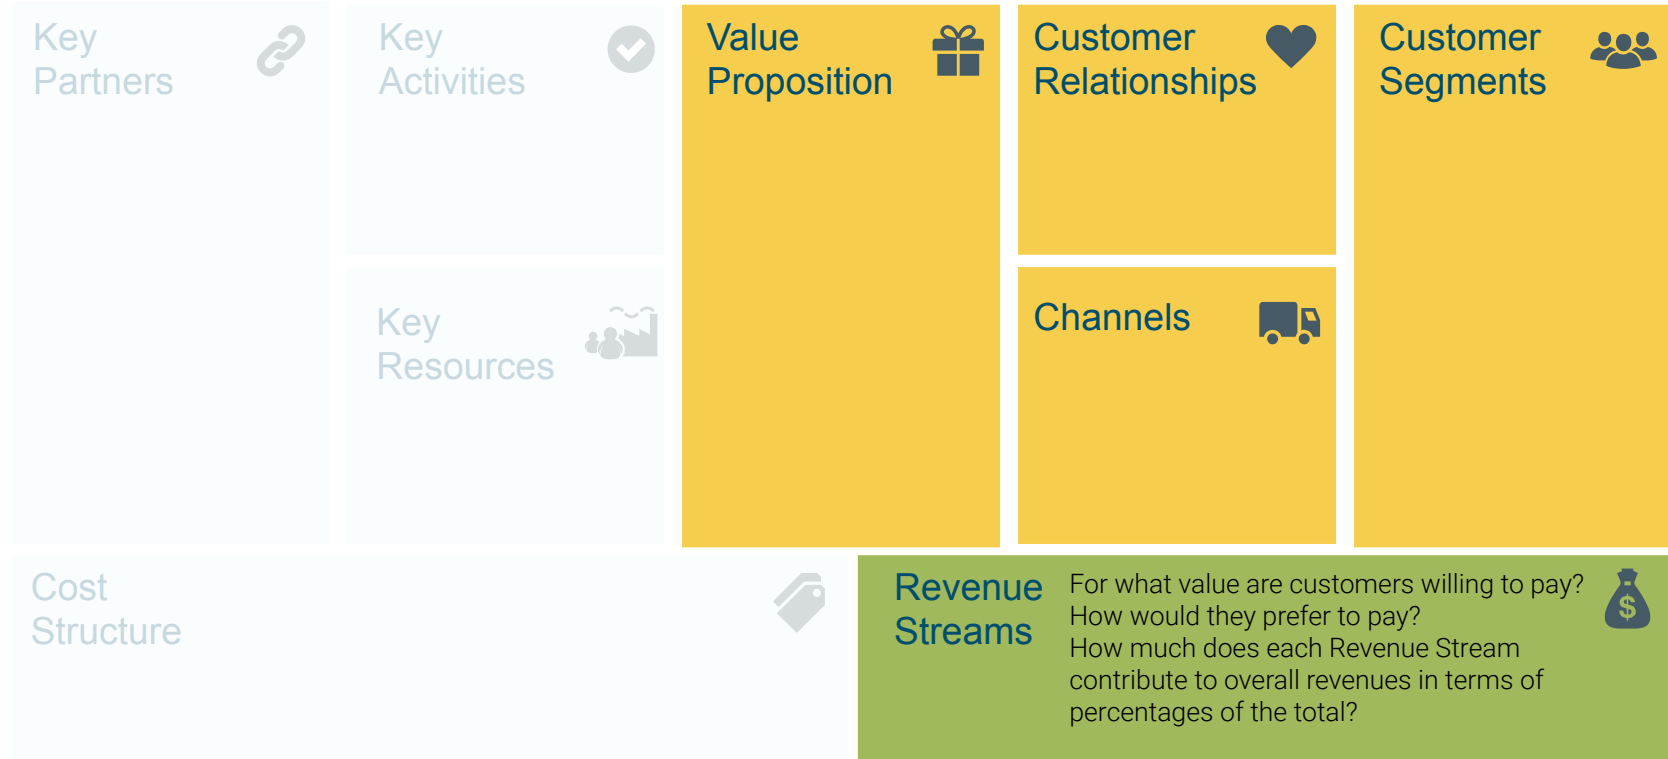 Key
Partners
Key
Activities
Key
Resources
Value
Proposition
Customer
Relationships
Channels
Customer
Segments
Cost
Structure
Revenue
Streams
For what value are customers willing to pay?
How would they prefer to pay?
How much does each Revenue Stream
contribute to overall revenues in terms of
percentages of the total?
$